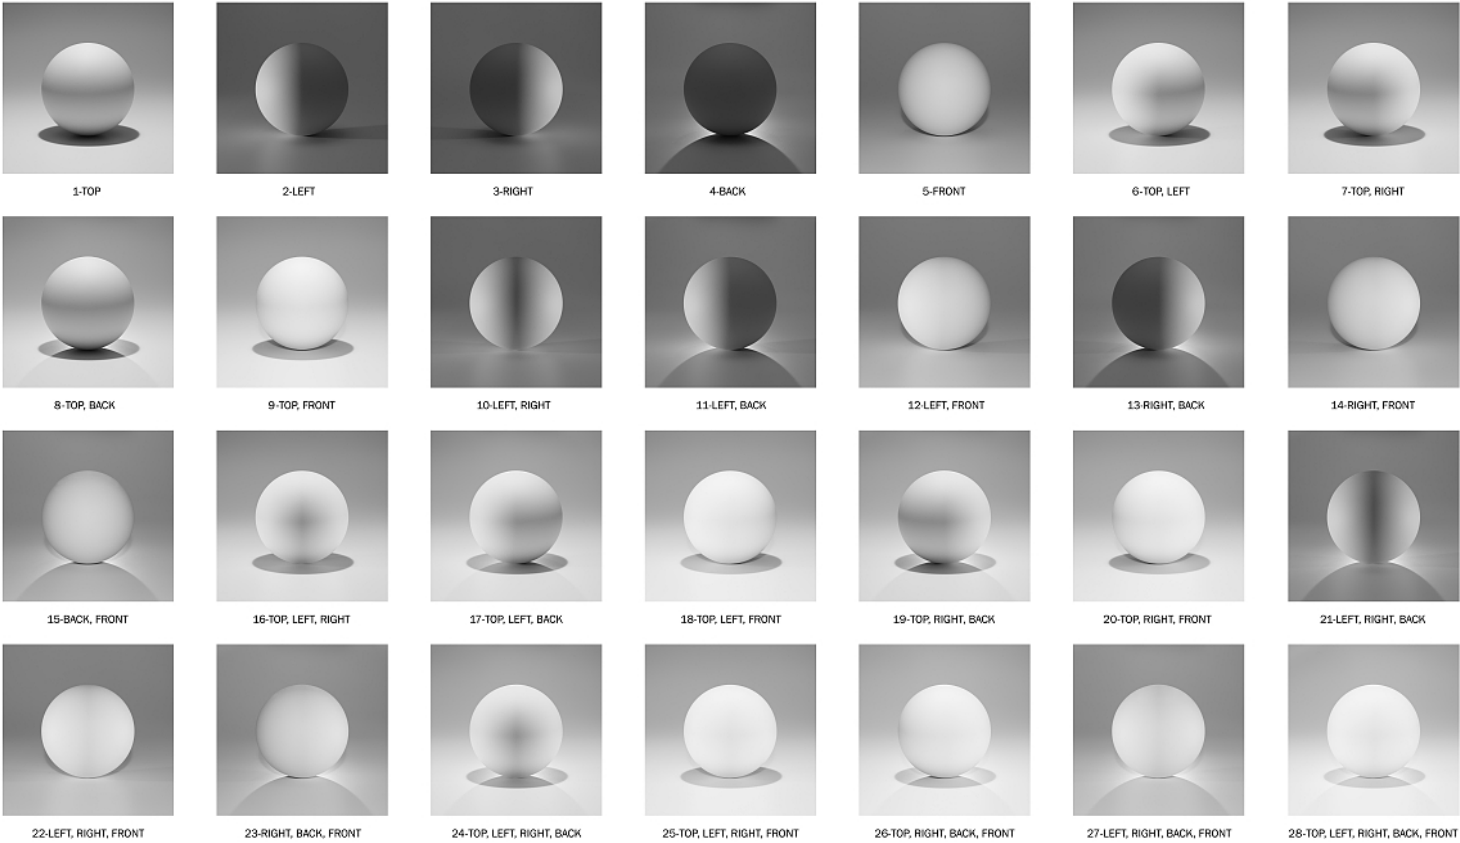 1-TOP
2-LEFT
3-RIGHT
4-BACK
5-FRONT
6-TOP, LEFT
7-TOP, RIGHT
8-TOP, BACK
9-TOP, FRONT
10-LEFT, RIGHT
11-LEFT, BACK
12-LEFT, FRONT
13-RIGHT, BACK
14-RIGHT, FRONT
15-BACK, FRONT
16-TOP, LEFT, RIGHT
17-TOP, LEFT, BACK
18-TOP, LEFT, FRONT
19-TOP, RIGHT, BACK
20-TOP, RIGHT, FRONT
21-LEFT, RIGHT, BACK
22-LEFT, RIGHT, FRONT
23-RIGHT, BACK, FRONT
24-TOP, LEFT, RIGHT, BACK
25-TOP, LEFT, RIGHT, FRONT
26-TOP, RIGHT, BACK, FRONT
27-LEFT, RIGHT, BACK, FRONT
28-TOP, LEFT, RIGHT, BACK, FRONT